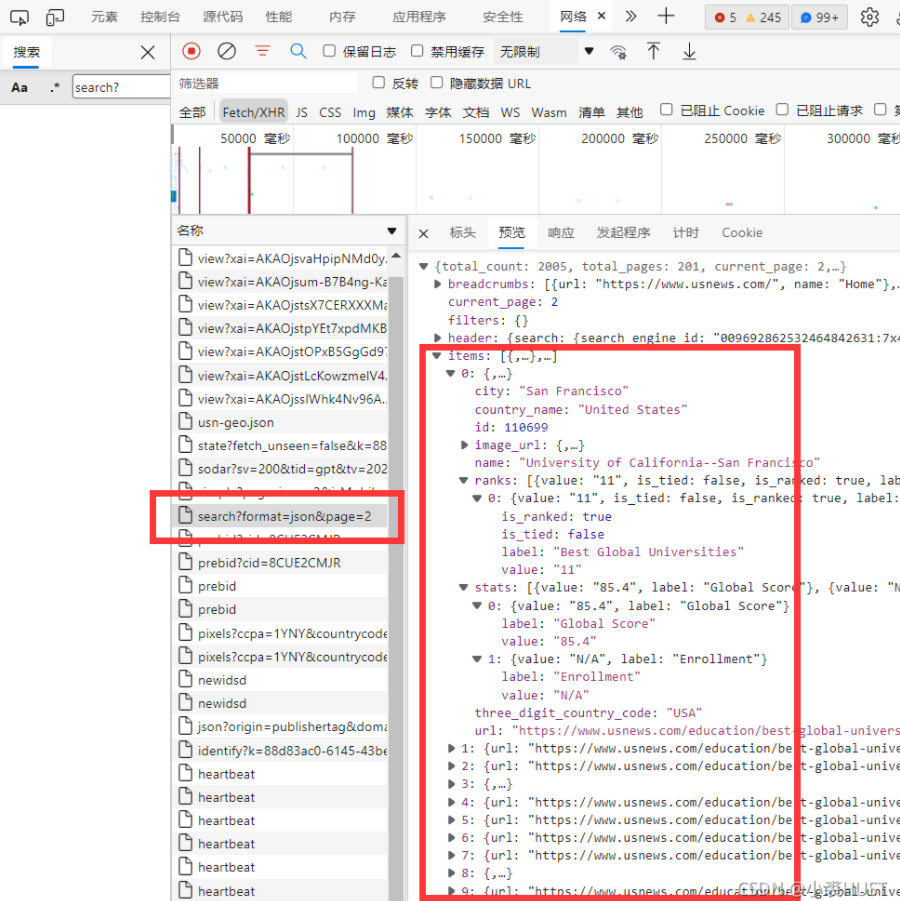 元素 控制台 源代码 性能 内存 应用程序 安全性 网络 5 245 99+
搜索
保留日志 禁用缓存 无限制
Aa .* search?
筛选器 反转 隐藏数据 URL
全部 Fetch/XHR JS CSS Img 媒体 字体 文档 WS Wasm 清单 其他 已阻止 Cookie 已阻止请求
50000 毫秒 100000 毫秒 150000 毫秒 200000 毫秒 250000 毫秒 300000 毫秒
名称
view?xai=AKAOjsvaHpipNMd0y.
view?xai=AKAOjsum-B7B4ng-Ka
view?xai=AKAOjstsX7CERXXXMa
view?xai=AKAOjstpYEt7xpdMKB
view?xai=AKAOjstOPxB5GgGd97
view?xai=AKAOjstLcKowzmelV4.
view?xai=AKAOjsslWhk4Nv96A.
usn-geo.json
state?fetch_unseen=false&k=88
sodar?sv=200&tid=gpt&tv=202
search?format=json&page=2
prebid?cid=8CUE2CMJR
prebid?cid=8CUE2CMJR
prebid
prebid
pixels?ccpa=1YNY&countrycode
pixels?ccpa=1YNY&countrycode
newidsd
newidsd
json?origin=publishertag&doma
identify?k=88d83ac0-6145-43be
heartbeat
heartbeat
heartbeat
heartbeat
heartbeat
heartbeat
标头 预览 响应 发起程序 计时 Cookie
{total_count: 2005, total_pages: 201, current_page: 2,…}
breadcrumbs: [{url: "https://www.usnews.com/", name: "Home"},
current_page: 2
filters: {}
header: {search: {search_engine_id: "009692862532464842631:7x4
items: [{,…},…]
0: {,…}
city: "San Francisco"
country_name: "United States"
id: 110699
image_url: {,…}
name: "University of California--San Francisco"
ranks: [{value: "11", is_tied: false, is_ranked: true, lab
0: {value: "11", is_tied: false, is_ranked: true, label:
is_ranked: true
is_tied: false
label: "Best Global Universities"
value: "11"
stats: [{value: "85.4", label: "Global Score"}, {value: "N
0: {value: "85.4", label: "Global Score"}
label: "Global Score"
value: "85.4"
1: {value: "N/A", label: "Enrollment"}
label: "Enrollment"
value: "N/A"
three_digit_country_code: "USA"
url: "https://www.usnews.com/education/best-global-univers
1: {url: "https://www.usnews.com/education/best-global-unive
2: {url: "https://www.usnews.com/education/best-global-unive
3: {,…}
4: {url: "https://www.usnews.com/education/best-global-unive
5: {url: "https://www.usnews.com/education/best-global-unive
6: {url: "https://www.usnews.com/education/best-global-unive
7: {url: "https://www.usnews.com/education/best-global-unive
8: {,…}
9: {url: "https://www.usnews.com/education/best-global-unive